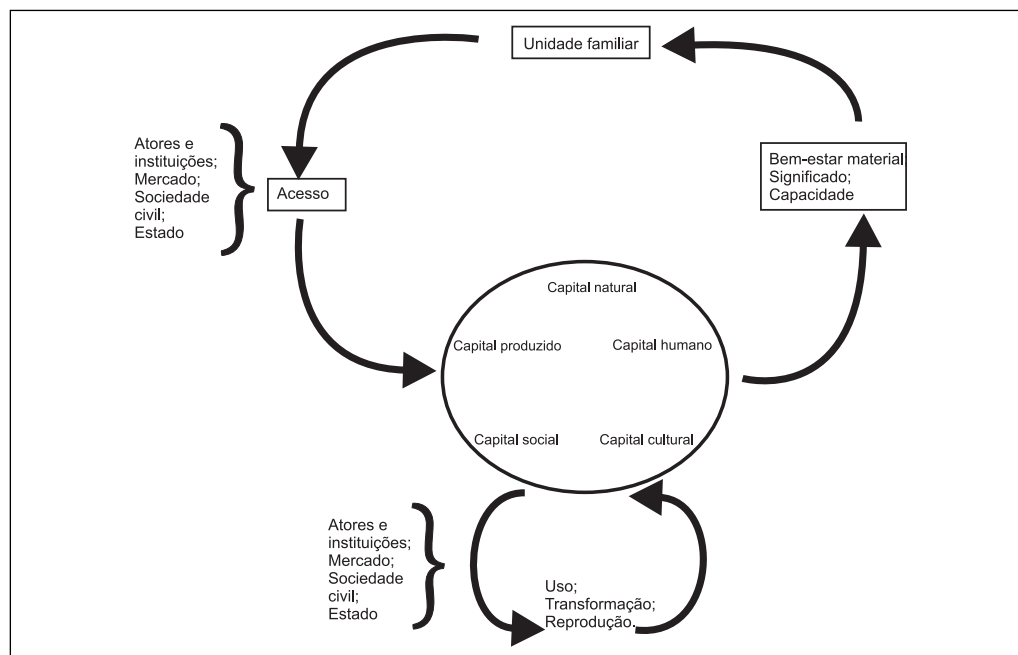 Unidade familiar
Atores e
instituições;
Mercado;
Sociedade
civil;
Estado
Acesso
Bem-estar material
Significado;
Capacidade
Capital natural
Capital produzido
Capital humano
Capital social
Capital cultural
Atores e
instituições;
Mercado;
Sociedade
civil;
Estado
Uso;
Transformação;
Reprodução.